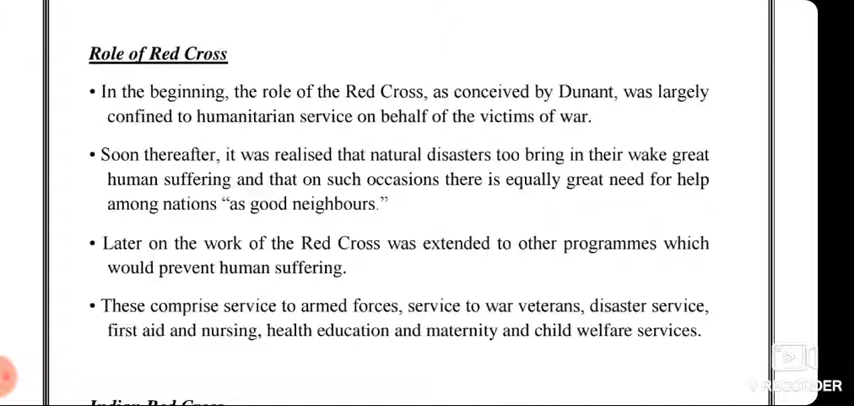 Role of Red Cross
• In the beginning, the role of the Red Cross, as conceived by Dunant, was largely
confined to humanitarian service on behalf of the victims of war.
• Soon thereafter, it was realised that natural disasters too bring in their wake great
human suffering and that on such occasions there is equally great need for help
among nations “as good neighbours.”
• Later on the work of the Red Cross was extended to other programmes which
would prevent human suffering.
• These comprise service to armed forces, service to war veterans, disaster service,
first aid and nursing, health education and maternity and child welfare services.
V RECORDER
Indian Red Cross